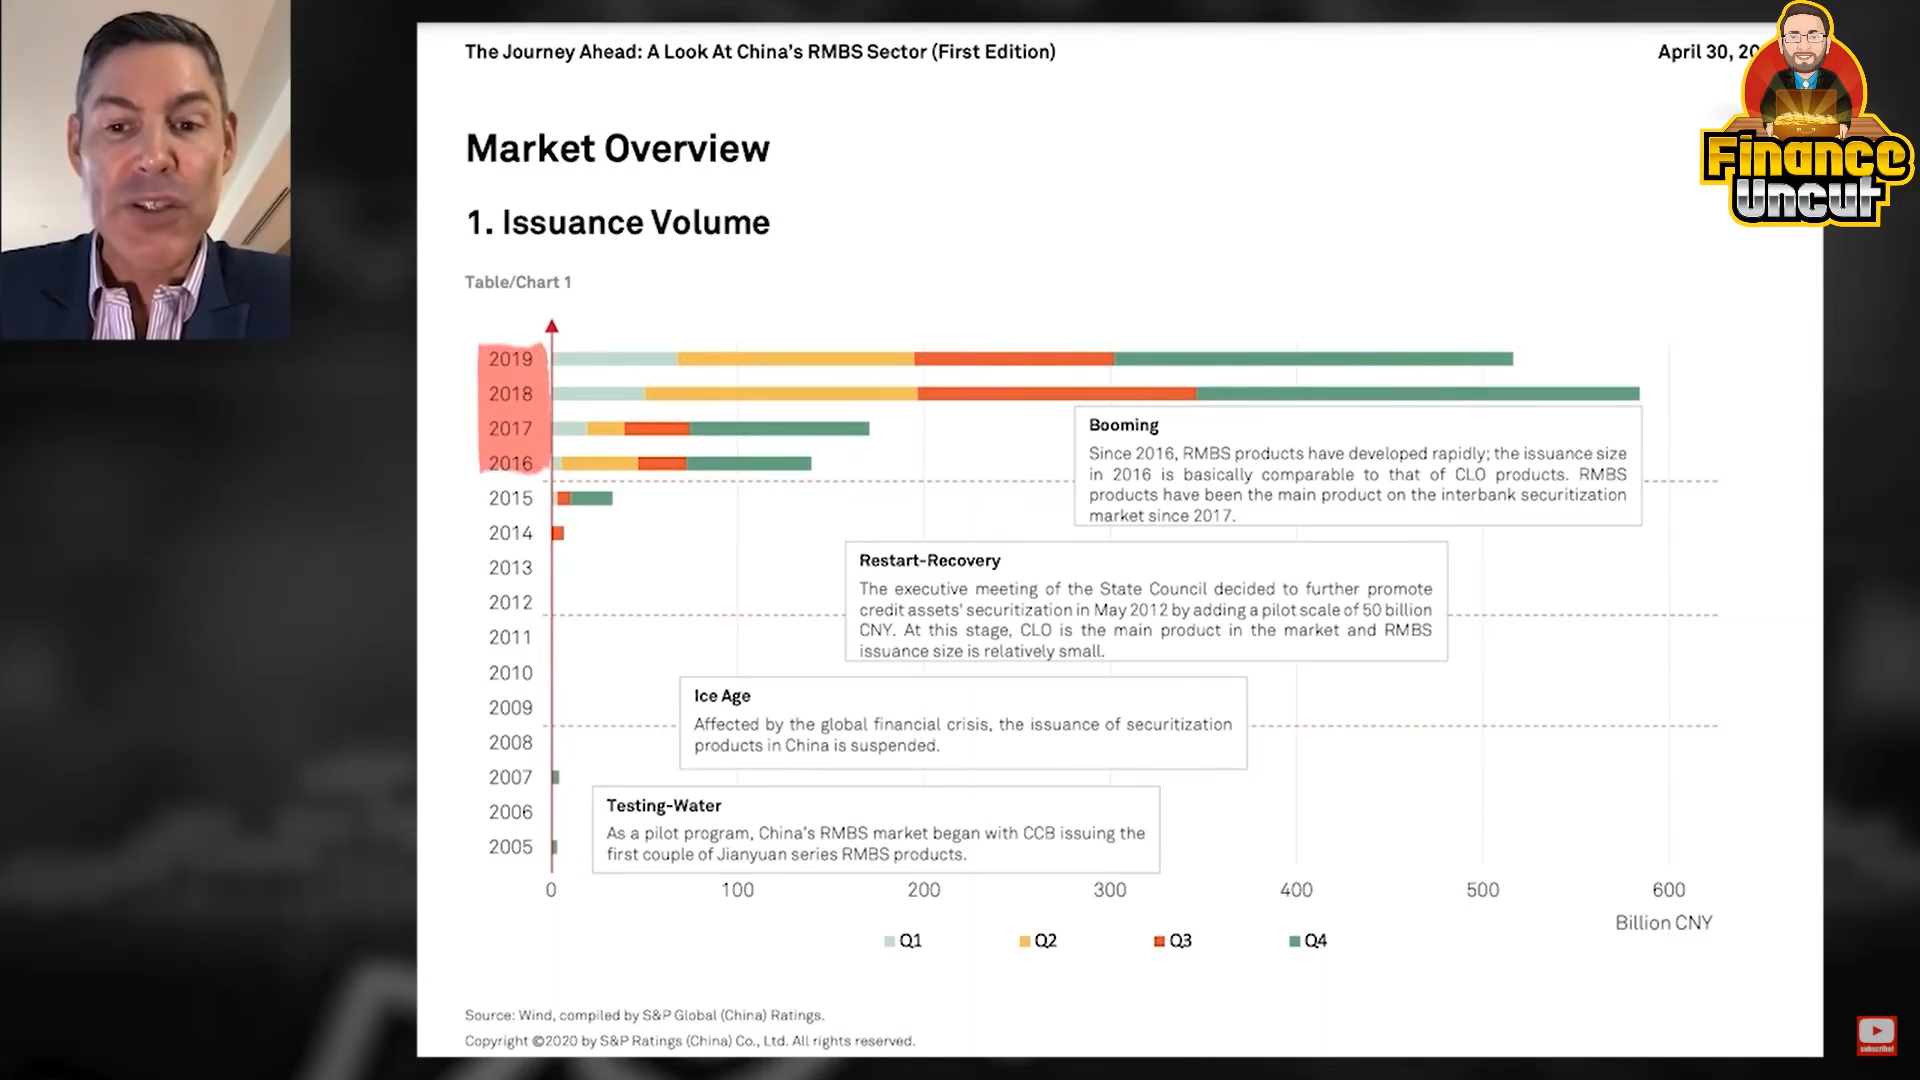 The Journey Ahead: A Look At China's RMBS Sector (First Edition)
April 30, 20
Finance
Uncut
Market Overview
1. Issuance Volume
Table/Chart 1
2019
2018
2017
2016
2015
2014
2013
2012
2011
2010
2009
2008
2007
2006
2005
Booming
Since 2016, RMBS products have developed rapidly; the issuance size
in 2016 is basically comparable to that of CLO products. RMBS
products have been the main product on the interbank securitization
market since 2017.
Restart-Recovery
The executive meeting of the State Council decided to further promote
credit assets' securitization in May 2012 by adding a pilot scale of 50 billion
CNY. At this stage, CLO is the main product in the market and RMBS
issuance size is relatively small.
Ice Age
Affected by the global financial crisis, the issuance of securitization
products in China is suspended.
Testing-Water
As a pilot program, China's RMBS market began with CCB issuing the
first couple of Jianyuan series RMBS products.
0 100 200 300 400 500 600
Billion CNY
Q1 Q2 Q3 Q4
Source: Wind, compiled by S&P Global (China) Ratings.
Copyright ©2020 by S&P Ratings (China) Co., Ltd. All rights reserved.
subscribe!